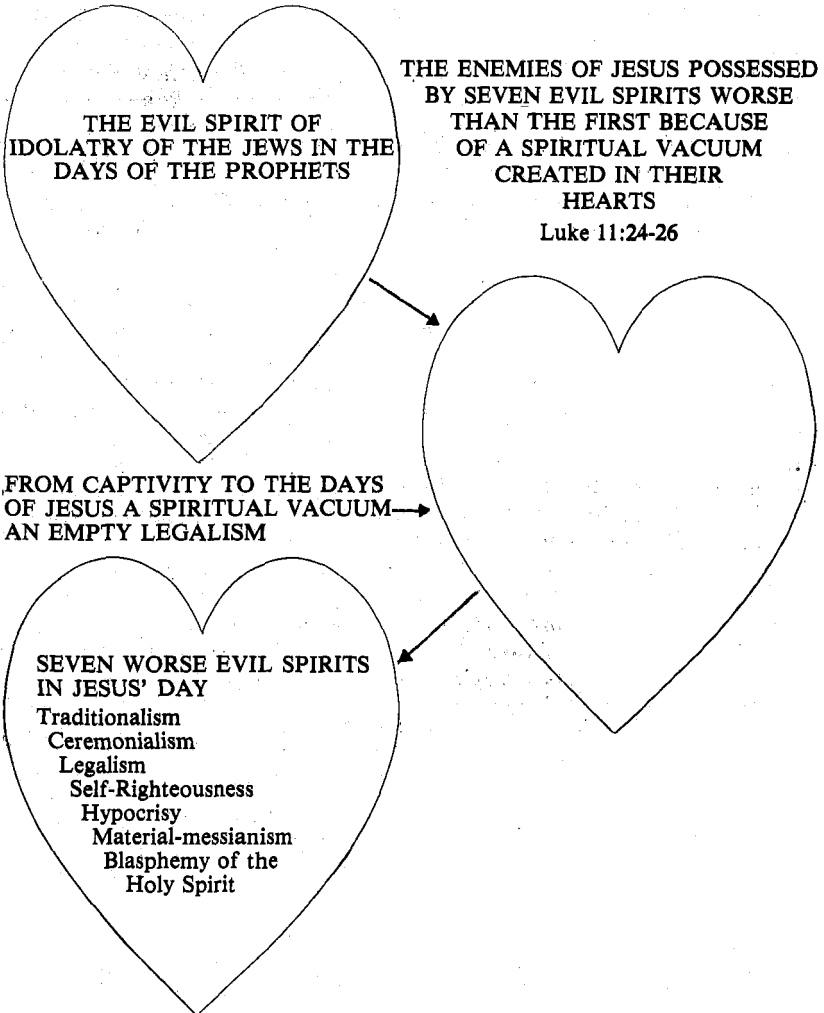 THE EVIL SPIRIT OF
IDOLATRY OF THE JEWS IN THE
DAYS OF THE PROPHETS
THE ENEMIES OF JESUS POSSESSED
BY SEVEN EVIL SPIRITS WORSE
THAN THE FIRST BECAUSE
OF A SPIRITUAL VACUUM
CREATED IN THEIR
HEARTS
Luke 11:24-26
FROM CAPTIVITY TO THE DAYS
OF JESUS A SPIRITUAL VACUUM
AN EMPTY LEGALISM
SEVEN WORSE EVIL SPIRITS
IN JESUS' DAY
Traditionalism
Ceremonialism
Legalism
Self-Righteousness
Hypocrisy
Material-messianism
Blasphemy of the
Holy Spirit